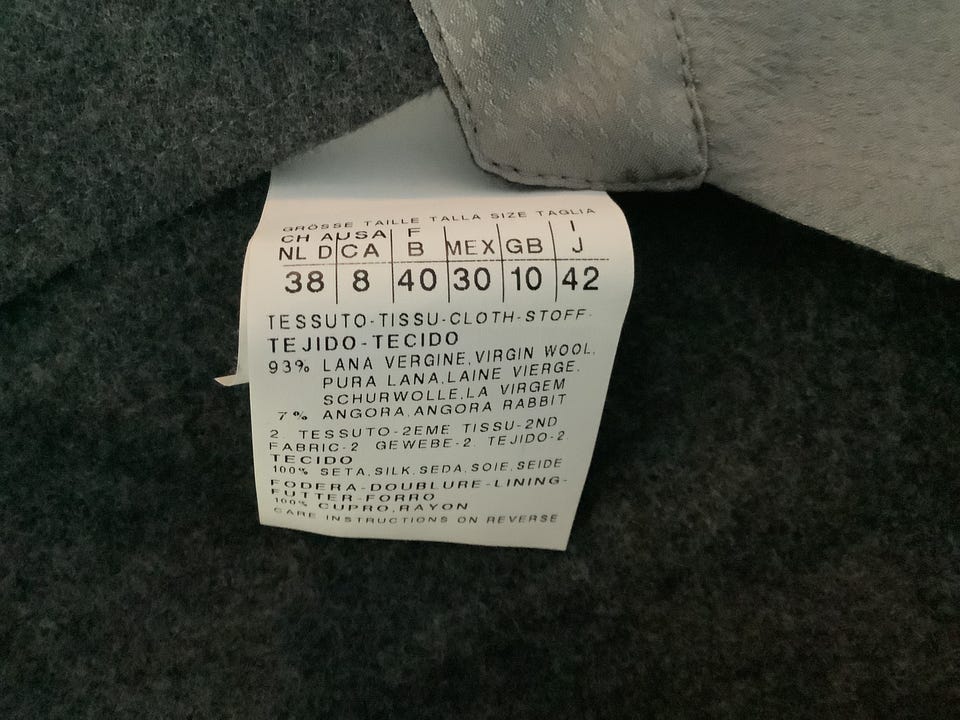 GRÖSSE TAILLE TALLA SIZE TAGLIA
CH A USA F I
NL D CA B MEX GB J
38 8 40 30 10 42
TESSUTO-TISSU-CLOTH-STOFF-
TEJIDO-TECIDO
93% LANA VERGINE,VIRGIN WOOL,
PURA LANA,LAINE VIERGE,
SCHURWOLLE,LA VIRGEM
7% ANGORA,ANGORA RABBIT
2. TESSUTO-2EME TISSU-2ND
FABRIC-2. GEWEBE-2. TEJIDO-2.
TECIDO
100% SETA,SILK,SEDA,SOIE,SEIDE
FODERA-DOUBLURE-LINING-
FUTTER-FORRO
100% CUPRO,RAYON
CARE INSTRUCTIONS ON REVERSE